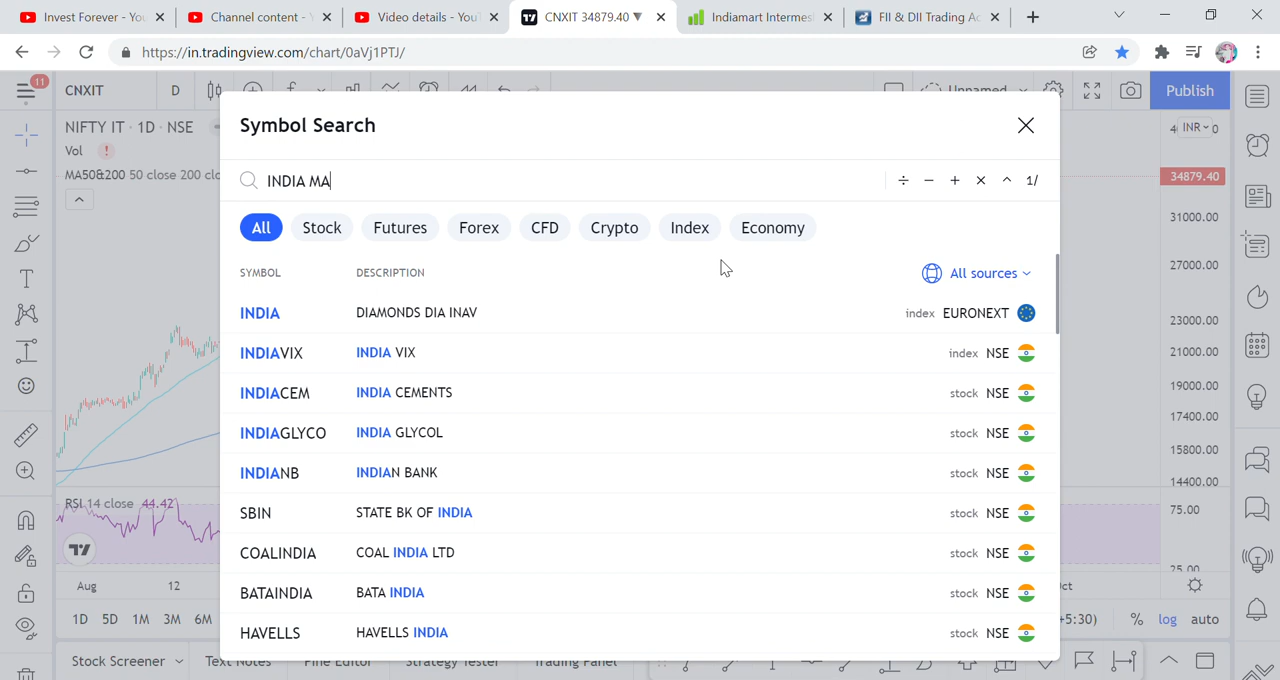 Invest Forever - You
Channel content -
Video details - You
CNXIT 34879.40 ▼
Indiamart Intermes
FII & DII Trading Ac
https://in.tradingview.com/chart/0aVj1PTJ/
11
CNXIT
D
Unnamed
Publish
NIFTY IT · 1D · NSE
Vol
MA50&200 50 close 200 clo
Symbol Search
INDIA MA
÷ − + × ^ 1/
All Stock Futures Forex CFD Crypto Index Economy
SYMBOL DESCRIPTION
All sources
INDIA DIAMONDS DIA INAV index EURONEXT
INDIAVIX INDIA VIX index NSE
INDIACEM INDIA CEMENTS stock NSE
INDIAGLYCO INDIA GLYCOL stock NSE
INDIANB INDIAN BANK stock NSE
SBIN STATE BK OF INDIA stock NSE
COALINDIA COAL INDIA LTD stock NSE
BATAINDIA BATA INDIA stock NSE
HAVELLS HAVELLS INDIA stock NSE
INR
34879.40
31000.00
27000.00
23000.00
21000.00
19000.00
17400.00
15800.00
14400.00
RSI 14 close 44.42
75.00
25.00
Aug 12
1D 5D 1M 3M 6M
+5:30) % log auto
Stock Screener Text Notes Pine Editor Strategy Tester Trading Panel